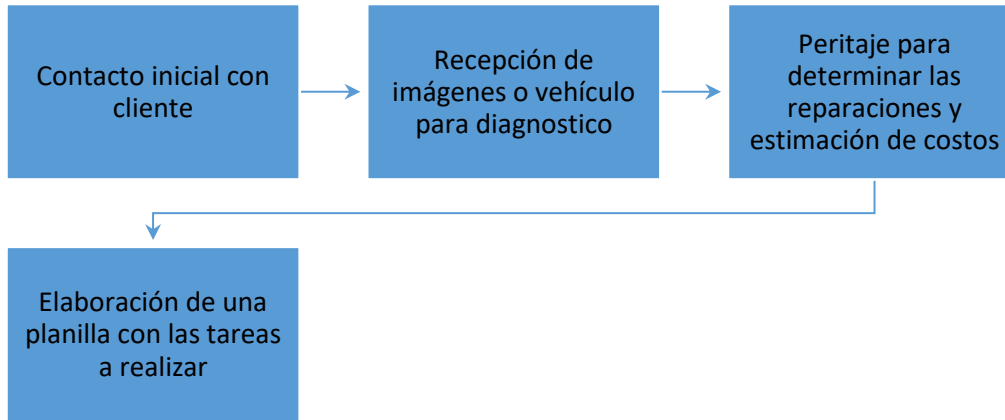 Contacto inicial con
cliente
Recepción de
imágenes o vehículo
para diagnostico
Peritaje para
determinar las
reparaciones y
estimación de costos
Elaboración de una
planilla con las tareas
a realizar